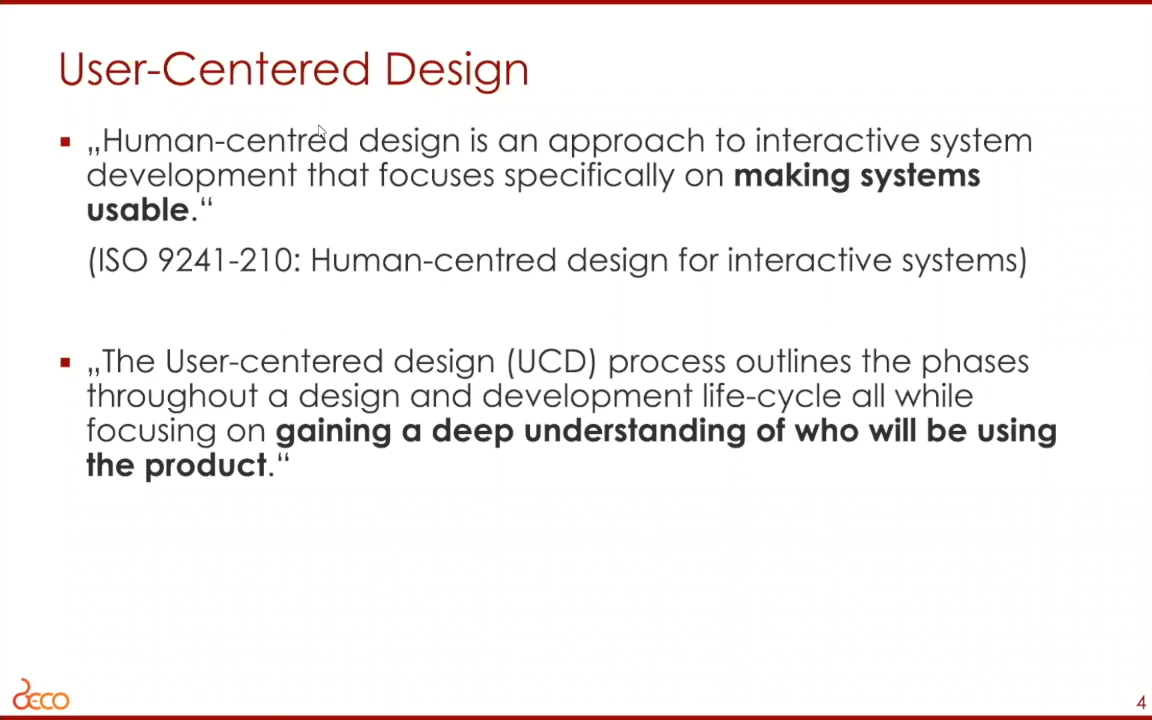 User-Centered Design
▪ „Human-centred design is an approach to interactive system
development that focuses specifically on making systems
usable.“
(ISO 9241-210: Human-centred design for interactive systems)
▪ „The User-centered design (UCD) process outlines the phases
throughout a design and development life-cycle all while
focusing on gaining a deep understanding of who will be using
the product.“
DECO
4